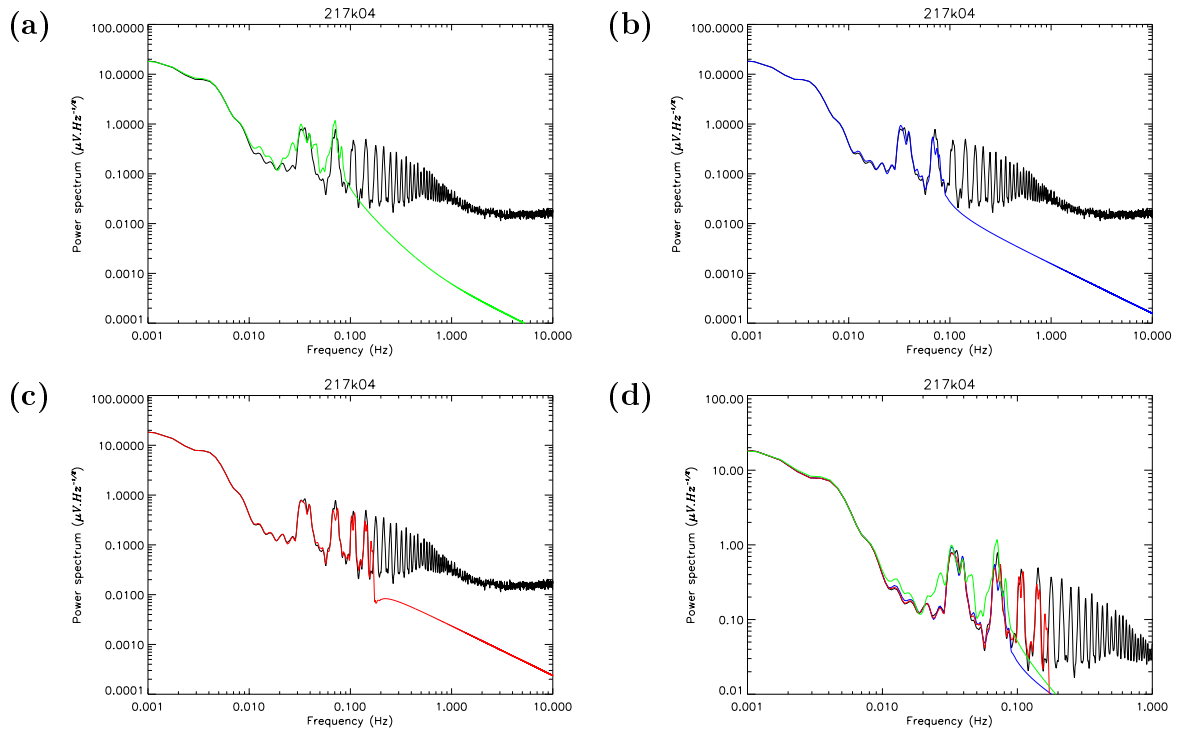 (a)
217k04
100.0000
10.0000
1.0000
0.1000
0.0100
0.0010
0.0001
Power spectrum (μV.Hz⁻¹/²)
0.001 0.010 0.100 1.000 10.000
Frequency (Hz)
(b)
217k04
100.0000
10.0000
1.0000
0.1000
0.0100
0.0010
0.0001
Power spectrum (μV.Hz⁻¹/²)
0.001 0.010 0.100 1.000 10.000
Frequency (Hz)
(c)
217k04
100.0000
10.0000
1.0000
0.1000
0.0100
0.0010
0.0001
Power spectrum (μV.Hz⁻¹/²)
0.001 0.010 0.100 1.000 10.000
Frequency (Hz)
(d)
217k04
100.00
10.00
1.00
0.10
0.01
Power spectrum (μV.Hz⁻¹/²)
0.001 0.010 0.100 1.000
Frequency (Hz)